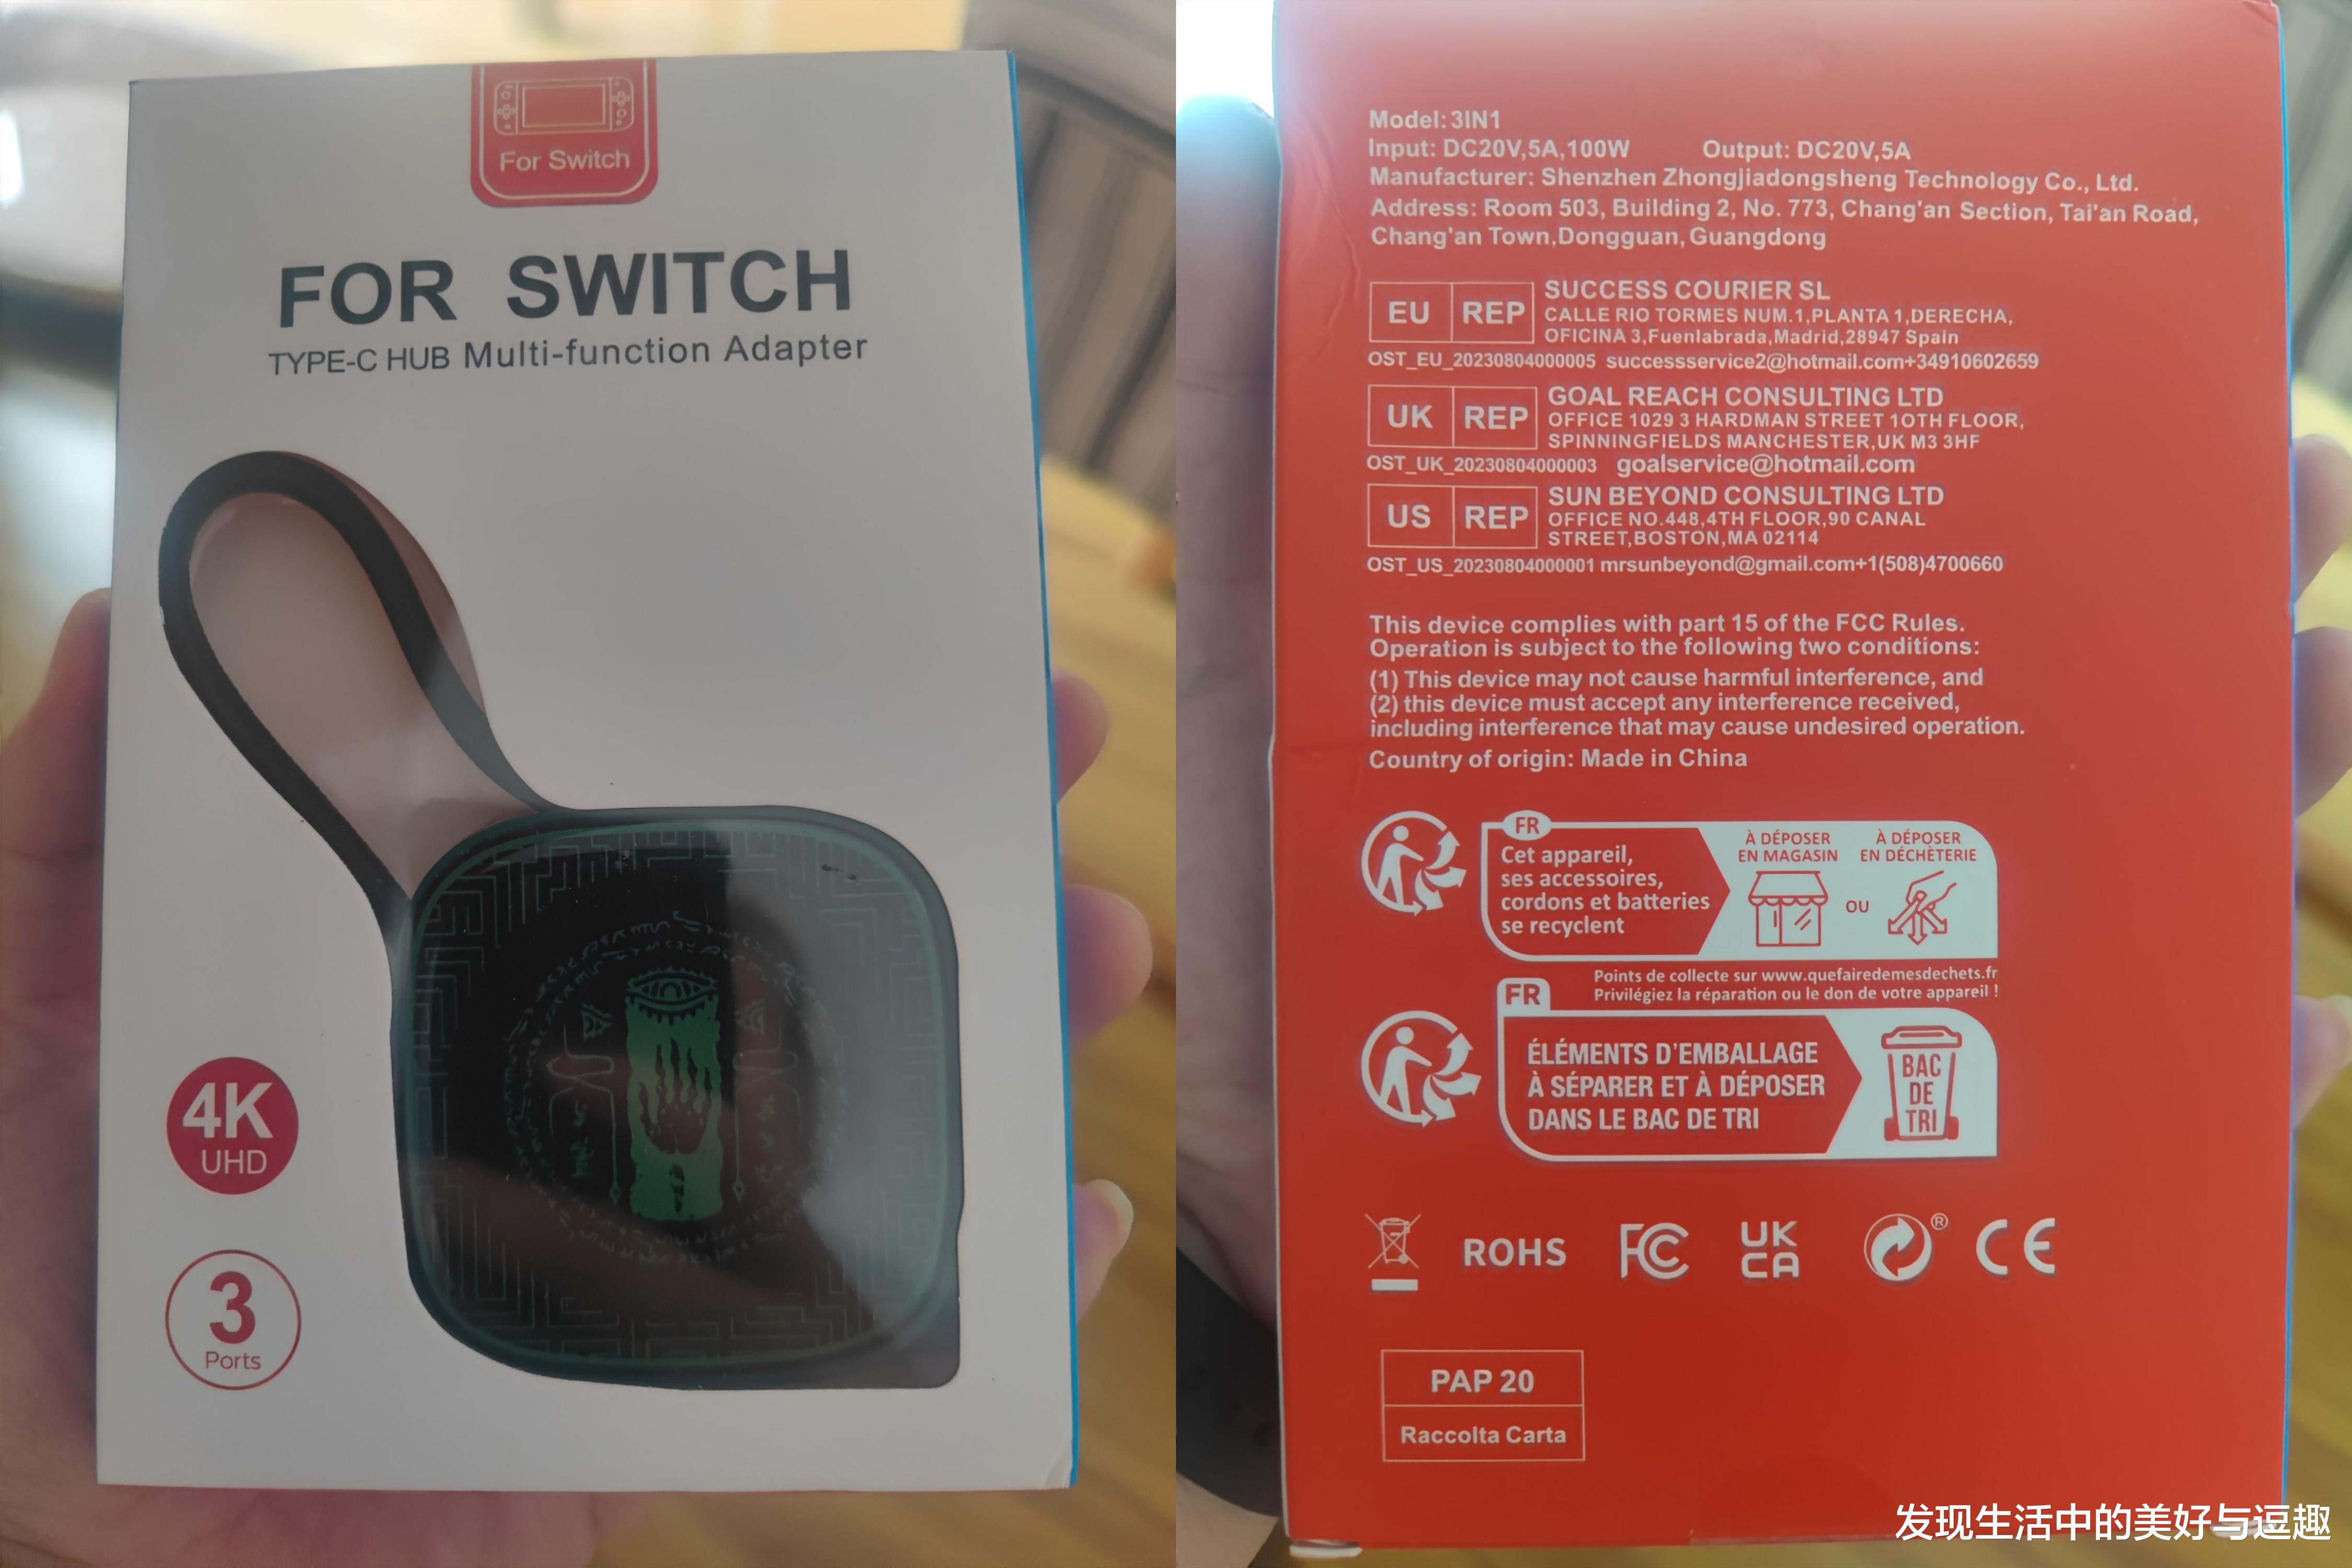 For Switch
FOR SWITCH
TYPE-C HUB Multi-function Adapter
4K
UHD
3
Ports
Model: 3IN1
Input: DC20V,5A,100W Output: DC20V,5A
Manufacturer: Shenzhen Zhongjiadongsheng Technology Co., Ltd.
Address: Room 503, Building 2, No. 773, Chang'an Section, Tai'an Road,
Chang'an Town,Dongguan, Guangdong
EU REP
SUCCESS COURIER SL
CALLE RIO TORMES NUM.1,PLANTA 1,DERECHA,
OFICINA 3,Fuenlabrada,Madrid,28947 Spain
OST_EU_20230804000005 successservice2@hotmail.com+34910602659
UK REP
GOAL REACH CONSULTING LTD
OFFICE 1029 3 HARDMAN STREET 1OTH FLOOR,
SPINNINGFIELDS MANCHESTER,UK M3 3HF
OST_UK_20230804000003 goalservice@hotmail.com
US REP
SUN BEYOND CONSULTING LTD
OFFICE NO.448,4TH FLOOR,90 CANAL
STREET,BOSTON,MA 02114
OST_US_20230804000001 mrsunbeyond@gmail.com+1(508)4700660
This device complies with part 15 of the FCC Rules.
Operation is subject to the following two conditions:
(1) This device may not cause harmful interference, and
(2) this device must accept any interference received,
including interference that may cause undesired operation.
Country of origin: Made in China
FR
Cet appareil,
ses accessoires,
cordons et batteries
se recyclent
À DÉPOSER
EN MAGASIN
OU
À DÉPOSER
EN DÉCHÈTERIE
Points de collecte sur www.quefairedemesdechets.fr
Privilégiez la réparation ou le don de votre appareil !
FR
ÉLÉMENTS D'EMBALLAGE
À SÉPARER ET À DÉPOSER
DANS LE BAC DE TRI
BAC
DE
TRI
ROHS FC UK CA ® CE
PAP 20
Raccolta Carta
发现生活中的美好与逗趣